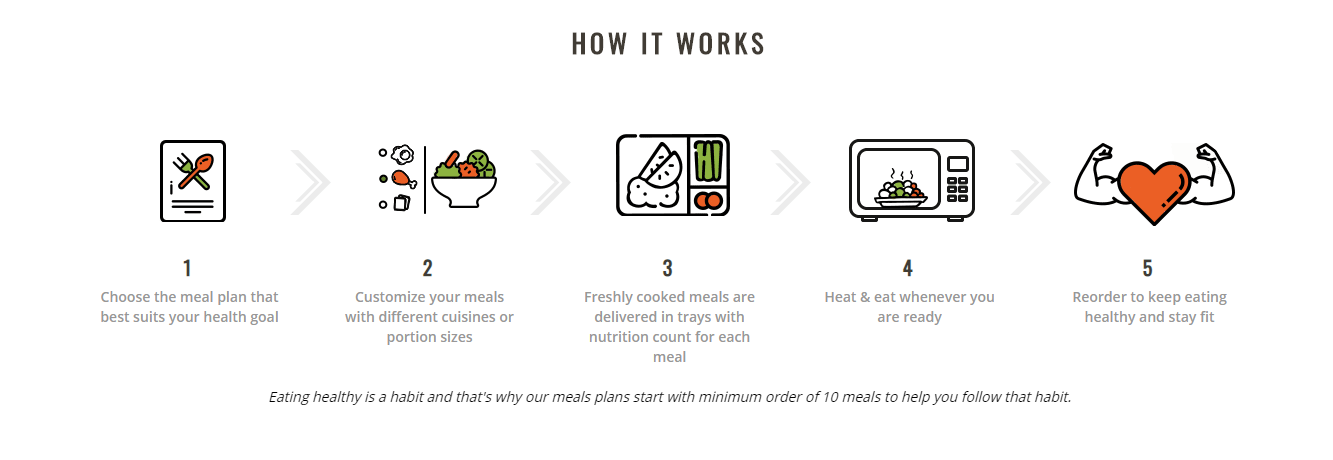 HOW IT WORKS
1
Choose the meal plan that
best suits your health goal
2
Customize your meals
with different cuisines or
portion sizes
3
Freshly cooked meals are
delivered in trays with
nutrition count for each
meal
4
Heat & eat whenever you
are ready
5
Reorder to keep eating
healthy and stay fit
Eating healthy is a habit and that's why our meals plans start with minimum order of 10 meals to help you follow that habit.